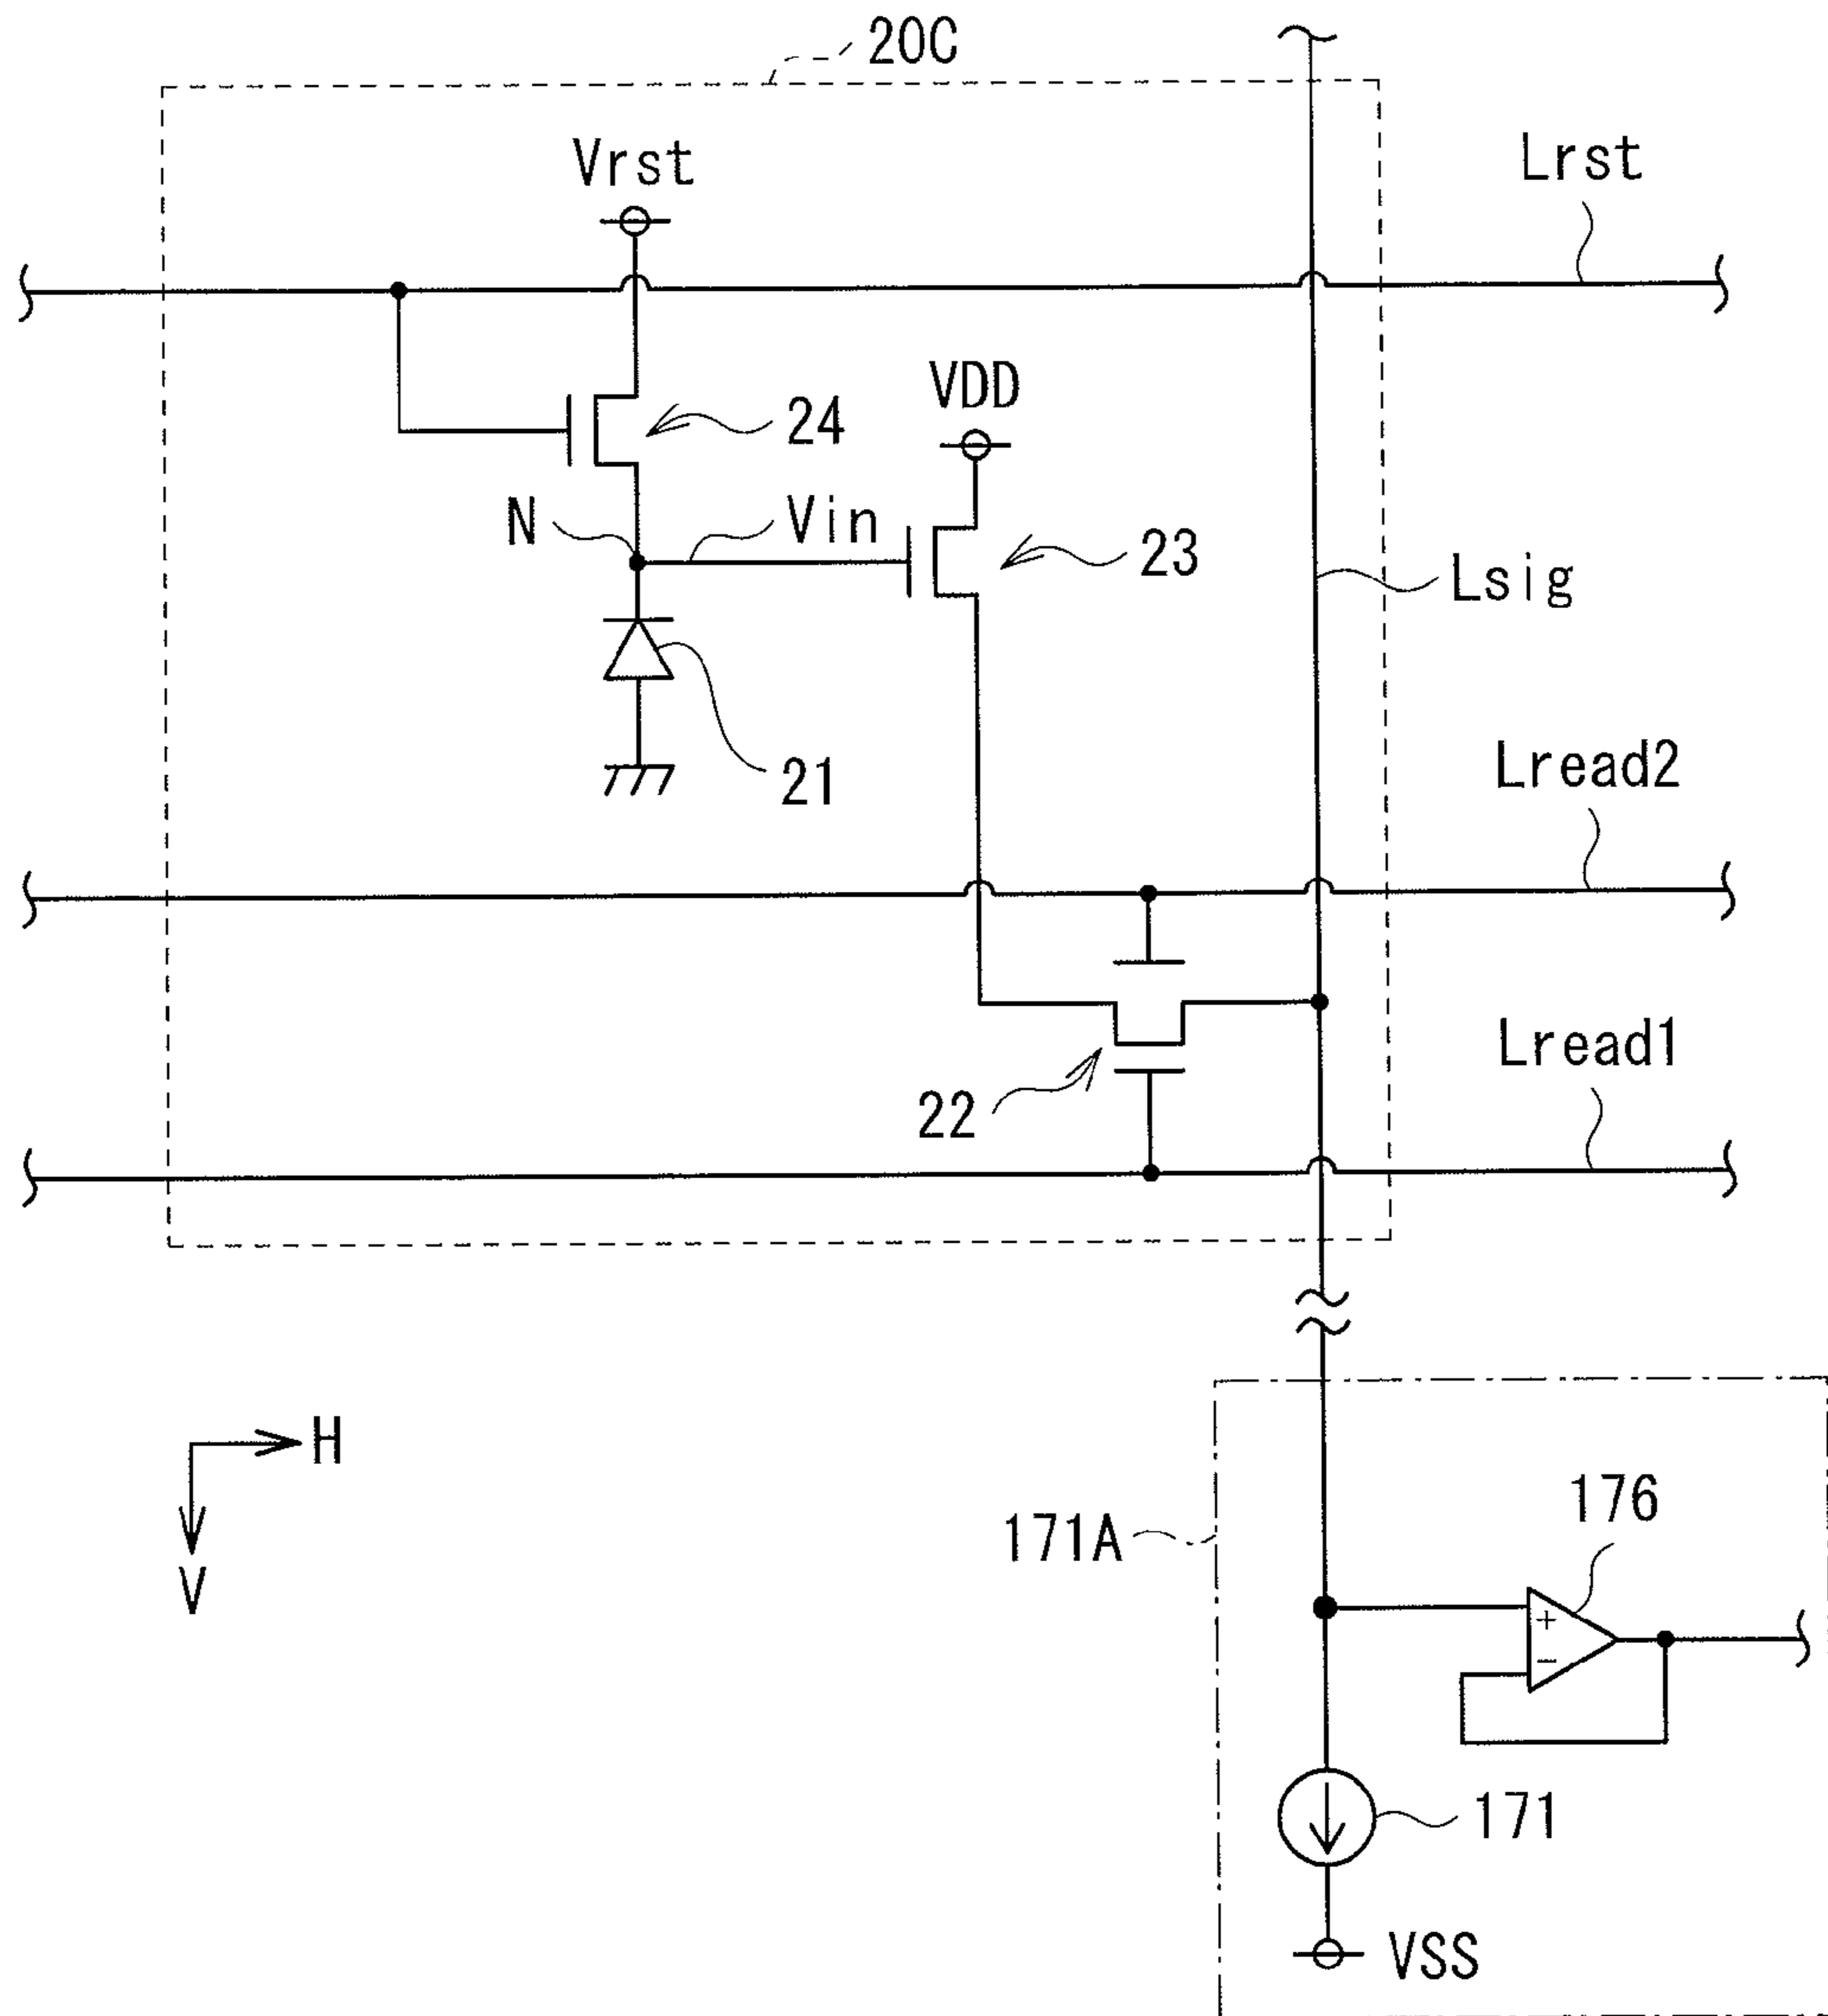 20C
Vrst
Lrst
VDD
24
N
Vin
23
Lsig
21
Lread2
Lread1
22
H
V
171A
176
+
−
171
VSS